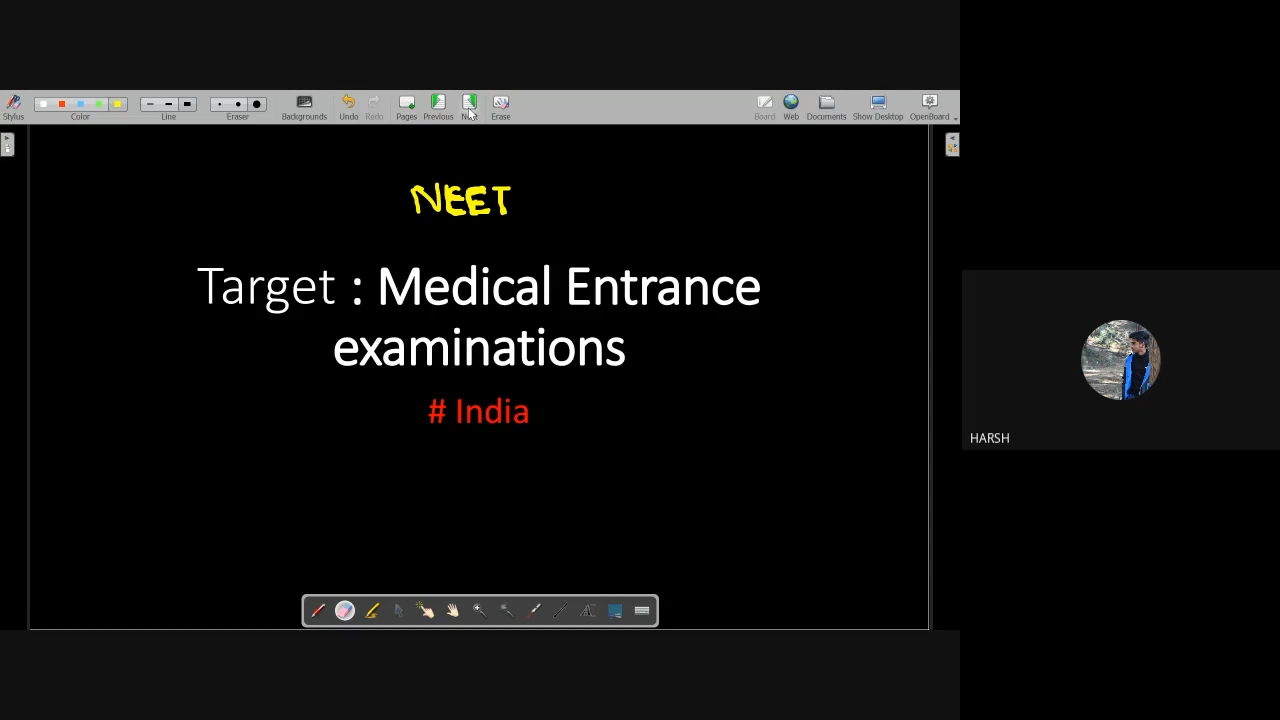 Stylus Color Line Eraser Backgrounds Undo Redo Pages Previous Next Erase Board Web Documents Show Desktop OpenBoard
NEET
Target : Medical Entrance
examinations
# India
HARSH